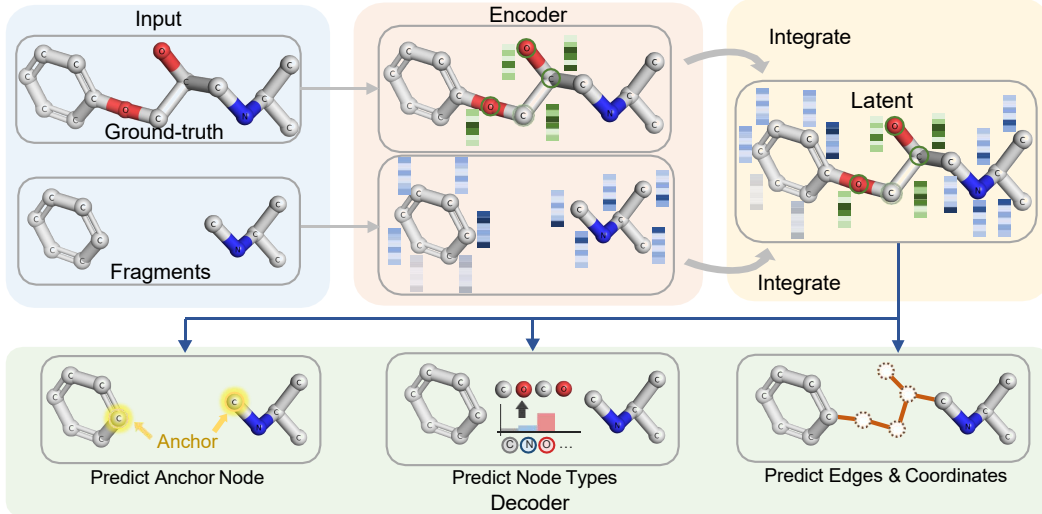 Input
Encoder
Integrate
Ground-truth
Latent
Fragments
Integrate
Anchor
C N O ...
Predict Anchor Node
Predict Node Types
Predict Edges & Coordinates
Decoder